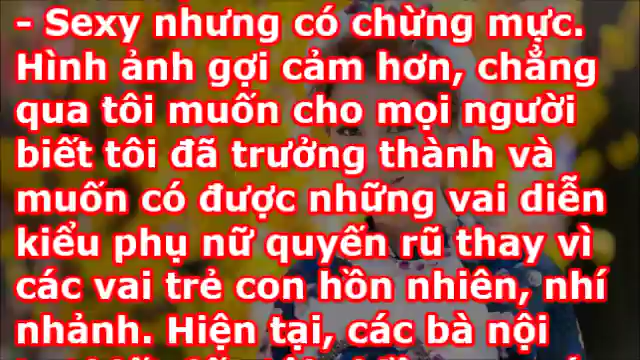 - Sexy nhưng có chừng mực.
Hình ảnh gợi cảm hơn, chẳng
qua tôi muốn cho mọi người
biết tôi đã trưởng thành và
muốn có được những vai diễn
kiểu phụ nữ quyến rũ thay vì
các vai trẻ con hồn nhiên, nhí
nhảnh. Hiện tại, các bà nội